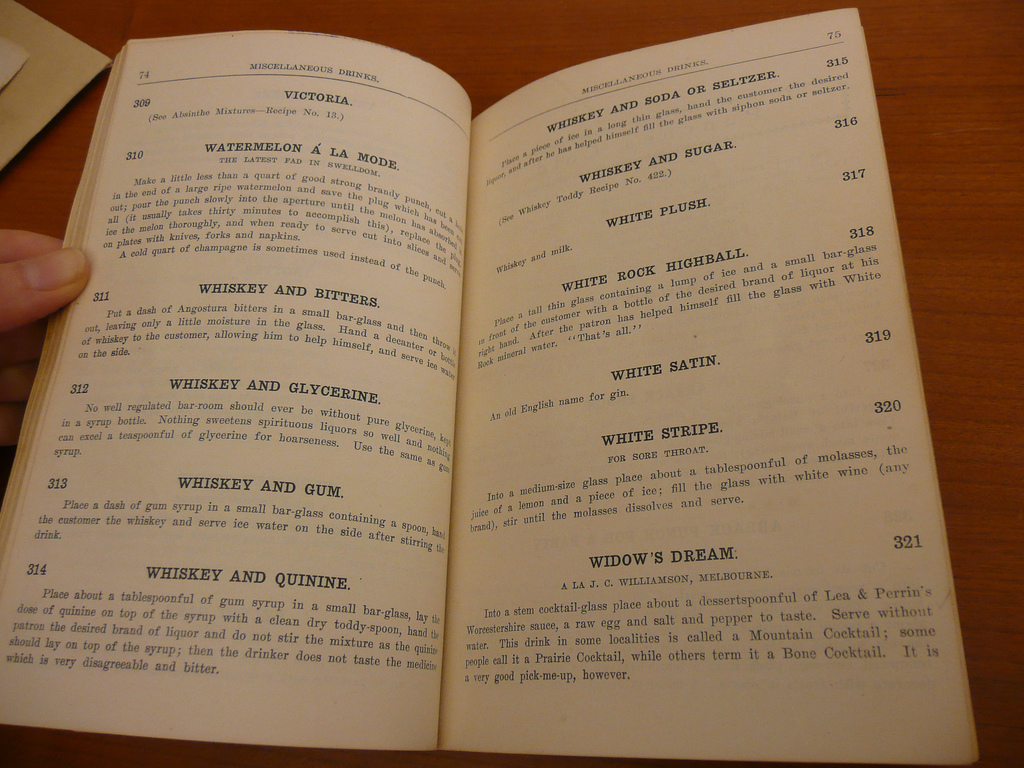 74
MISCELLANEOUS DRINKS.
309
VICTORIA.
(See Absinthe Mixtures—Recipe No. 13.)
310
WATERMELON Á LA MODE.
THE LATEST FAD IN SWELLDOM.
Make a little less than a quart of good strong brandy punch, cut a
in the end of a large ripe watermelon and save the plug which has been
out; pour the punch slowly into the aperture until the melon has absorbed
all (it usually takes thirty minutes to accomplish this), replace the plug,
ice the melon thoroughly, and when ready to serve cut into slices and serve
on plates with knives, forks and napkins.
A cold quart of champagne is sometimes used instead of the punch.
311
WHISKEY AND BITTERS.
Put a dash of Angostura bitters in a small bar-glass and then throw
out, leaving only a little moisture in the glass. Hand a decanter or bottle
of whiskey to the customer, allowing him to help himself, and serve ice water
on the side.
312
WHISKEY AND GLYCERINE.
No well regulated bar-room should ever be without pure glycerine, kept
in a syrup bottle. Nothing sweetens spirituous liquors so well and nothing
can excel a teaspoonful of glycerine for hoarseness. Use the same as gum
syrup.
313
WHISKEY AND GUM.
Place a dash of gum syrup in a small bar-glass containing a spoon, hand
the customer the whiskey and serve ice water on the side after stirring the
drink.
314
WHISKEY AND QUININE.
Place about a tablespoonful of gum syrup in a small bar-glass, lay the
dose of quinine on top of the syrup with a clean dry toddy-spoon, hand the
patron the desired brand of liquor and do not stir the mixture as the quinine
should lay on top of the syrup; then the drinker does not taste the medicine
which is very disagreeable and bitter.
75
MISCELLANEOUS DRINKS.
315
WHISKEY AND SODA OR SELTZER.
Place a piece of ice in a long thin glass, hand the customer the desired
liquor, and after he has helped himself fill the glass with siphon soda or seltzer.
316
WHISKEY AND SUGAR.
(See Whiskey Toddy Recipe No. 422.)
317
WHITE PLUSH.
Whiskey and milk.
318
WHITE ROCK HIGHBALL.
Place a tall thin glass containing a lump of ice and a small bar-glass
in front of the customer with a bottle of the desired brand of liquor at his
right hand. After the patron has helped himself fill the glass with White
Rock mineral water. "That's all."
319
WHITE SATIN.
An old English name for gin.
320
WHITE STRIPE.
FOR SORE THROAT.
Into a medium-size glass place about a tablespoonful of molasses, the
juice of a lemon and a piece of ice; fill the glass with white wine (any
brand), stir until the molasses dissolves and serve.
321
WIDOW'S DREAM.
A LA J. C. WILLIAMSON, MELBOURNE.
Into a stem cocktail-glass place about a dessertspoonful of Lea & Perrin's
Worcestershire sauce, a raw egg and salt and pepper to taste. Serve without
water. This drink in some localities is called a Mountain Cocktail; some
people call it a Prairie Cocktail, while others term it a Bone Cocktail. It is
a very good pick-me-up, however.